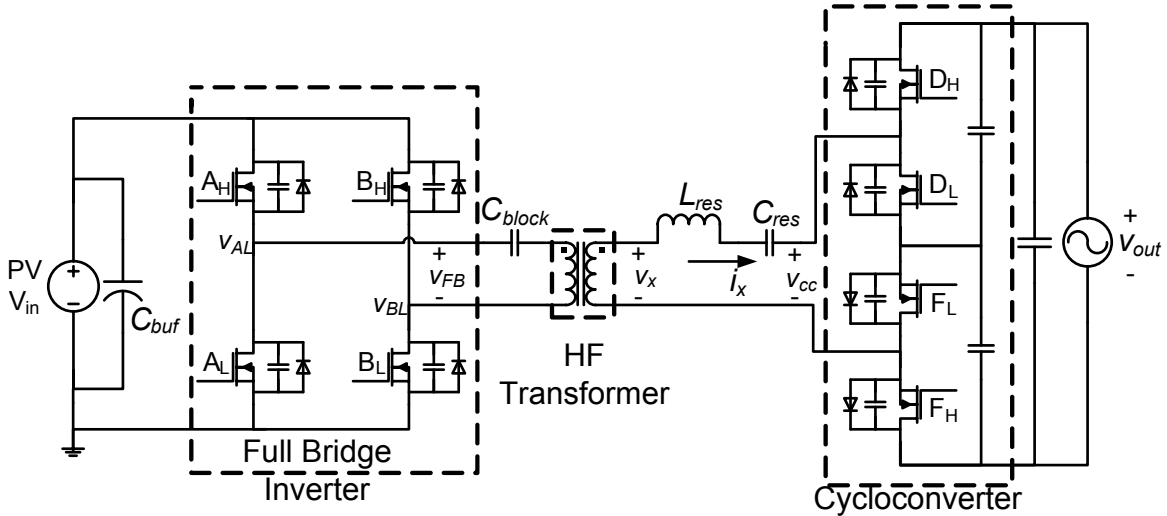 PV
V_in
+
-
C_buf
A_H
B_H
v_AL
v_BL
A_L
B_L
Full Bridge
Inverter
C_block
+
v_FB
-
HF
Transformer
+
v_x
-
L_res
C_res
i_x
+
v_cc
-
D_H
D_L
F_L
F_H
Cycloconverter
+
v_out
-